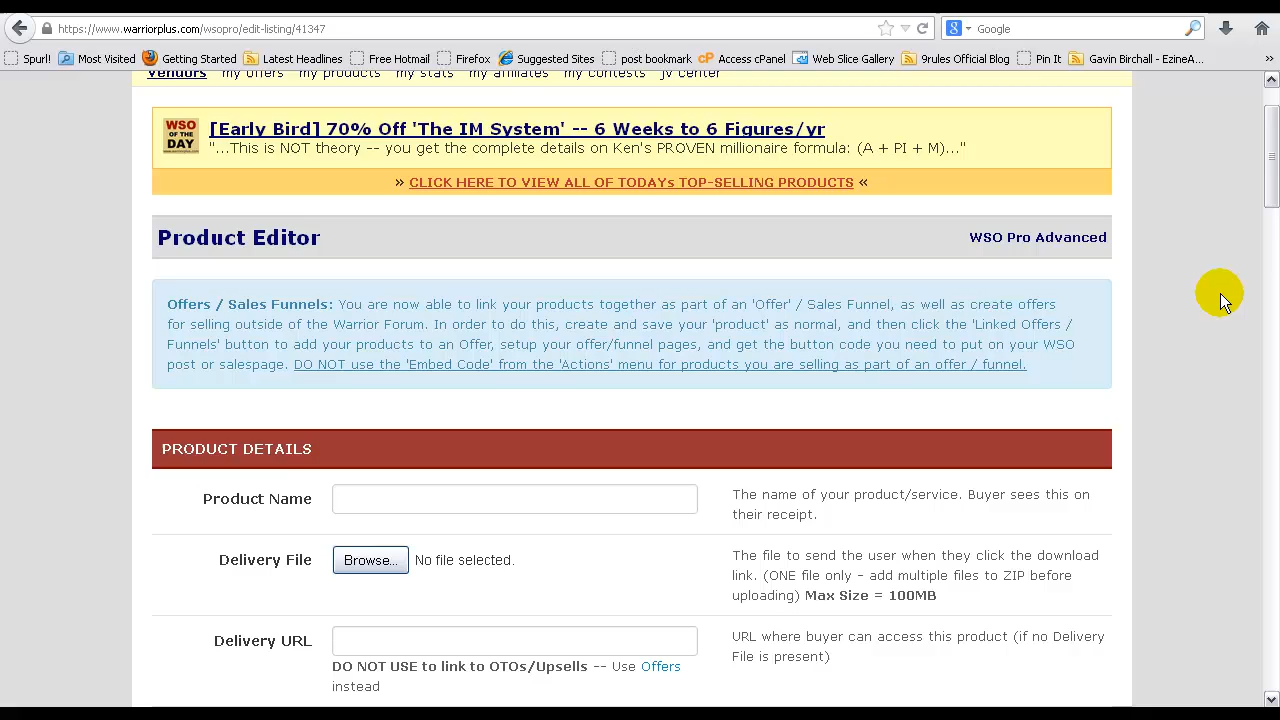 https://www.warriorplus.com/wsopro/edit-listing/41347
Google
Spurl!
Most Visited
Getting Started
Latest Headlines
Free Hotmail
Firefox
Suggested Sites
post bookmark
cP Access cPanel
Web Slice Gallery
9rules Official Blog
Pin It
Gavin Birchall - EzineA...
»
Vendors my offers my products my stats my affiliates my contests jv center
WSO OF THE DAY
[Early Bird] 70% Off 'The IM System' -- 6 Weeks to 6 Figures/yr
"...This is NOT theory -- you get the complete details on Ken's PROVEN millionaire formula: (A + PI + M)..."
» CLICK HERE TO VIEW ALL OF TODAYs TOP-SELLING PRODUCTS «
Product Editor
WSO Pro Advanced
Offers / Sales Funnels: You are now able to link your products together as part of an 'Offer' / Sales Funnel, as well as create offers
for selling outside of the Warrior Forum. In order to do this, create and save your 'product' as normal, and then click the 'Linked Offers /
Funnels' button to add your products to an Offer, setup your offer/funnel pages, and get the button code you need to put on your WSO
post or salespage. DO NOT use the 'Embed Code' from the 'Actions' menu for products you are selling as part of an offer / funnel.
PRODUCT DETAILS
Product Name
The name of your product/service. Buyer sees this on
their receipt.
Delivery File
Browse... No file selected.
The file to send the user when they click the download
link. (ONE file only - add multiple files to ZIP before
uploading) Max Size = 100MB
Delivery URL
URL where buyer can access this product (if no Delivery
File is present)
DO NOT USE to link to OTOs/Upsells -- Use Offers
instead